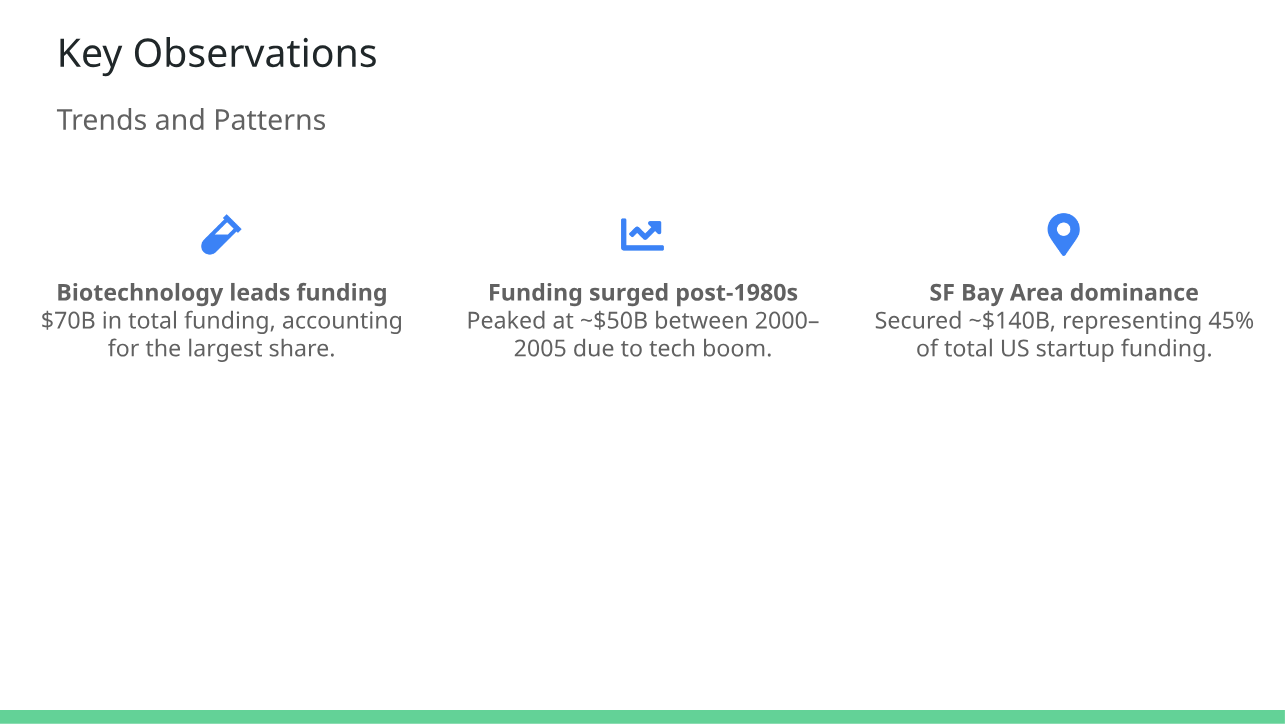 Key Observations
Trends and Patterns
Biotechnology leads funding
$70B in total funding, accounting
for the largest share.
Funding surged post-1980s
Peaked at ~$50B between 2000–
2005 due to tech boom.
SF Bay Area dominance
Secured ~$140B, representing 45%
of total US startup funding.